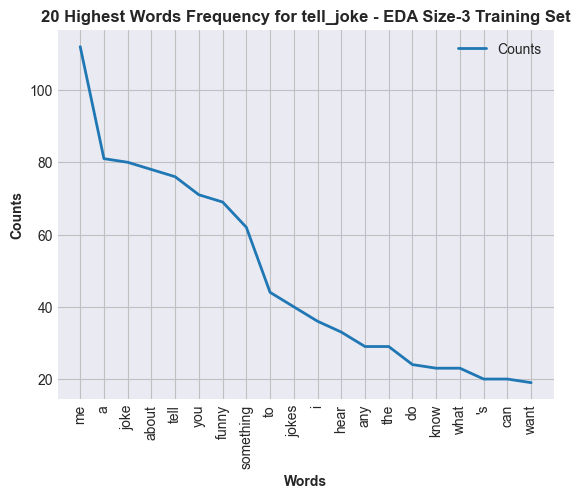 20 Highest Words Frequency for tell_joke - EDA Size-3 Training Set
Counts
Counts
100
80
60
40
20
me
a
joke
about
tell
you
funny
something
to
jokes
i
hear
any
the
do
know
what
's
can
want
Words